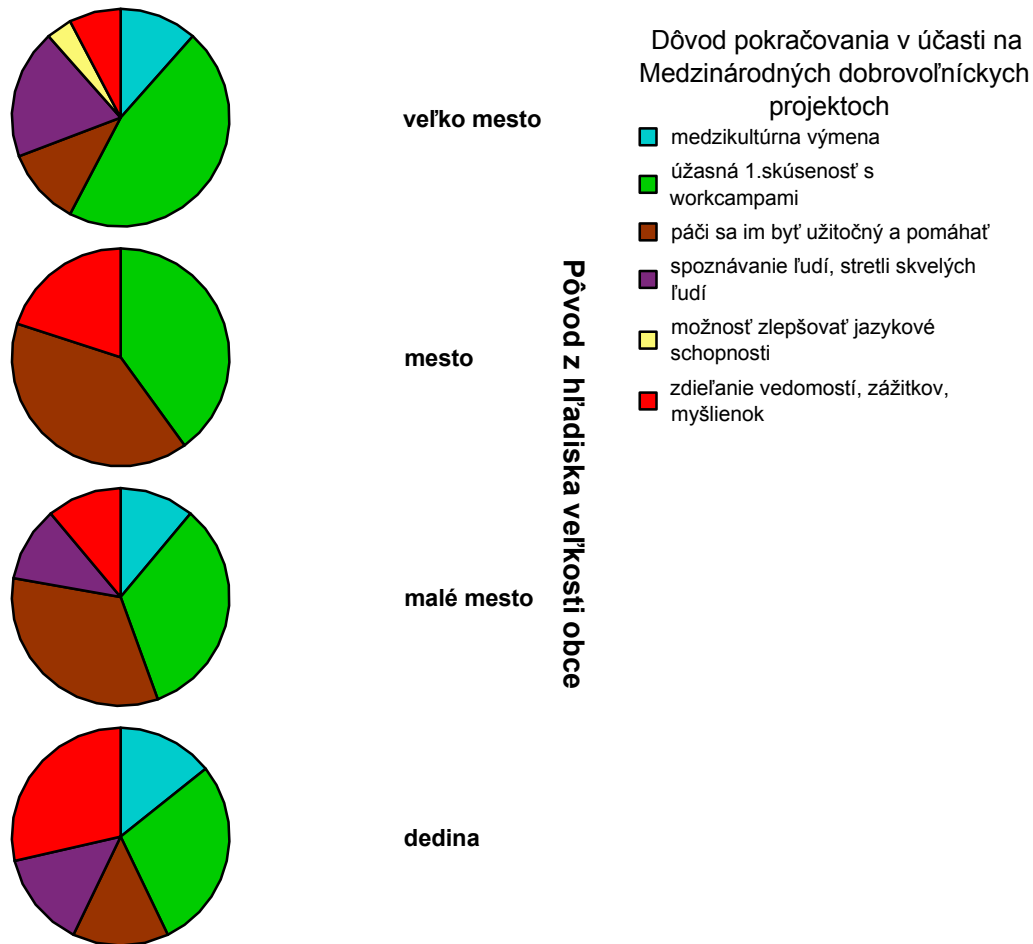 veľko mesto
mesto
malé mesto
dedina
Pôvod z hľadiska veľkosti obce
Dôvod pokračovania v účasti na
Medzinárodných dobrovoľníckych
projektoch
medzikultúrna výmena
úžasná 1.skúsenosť s
workcampami
páči sa im byť užitočný a pomáhať
spoznávanie ľudí, stretli skvelých
ľudí
možnosť zlepšovať jazykové
schopnosti
zdieľanie vedomostí, zážitkov,
myšlienok